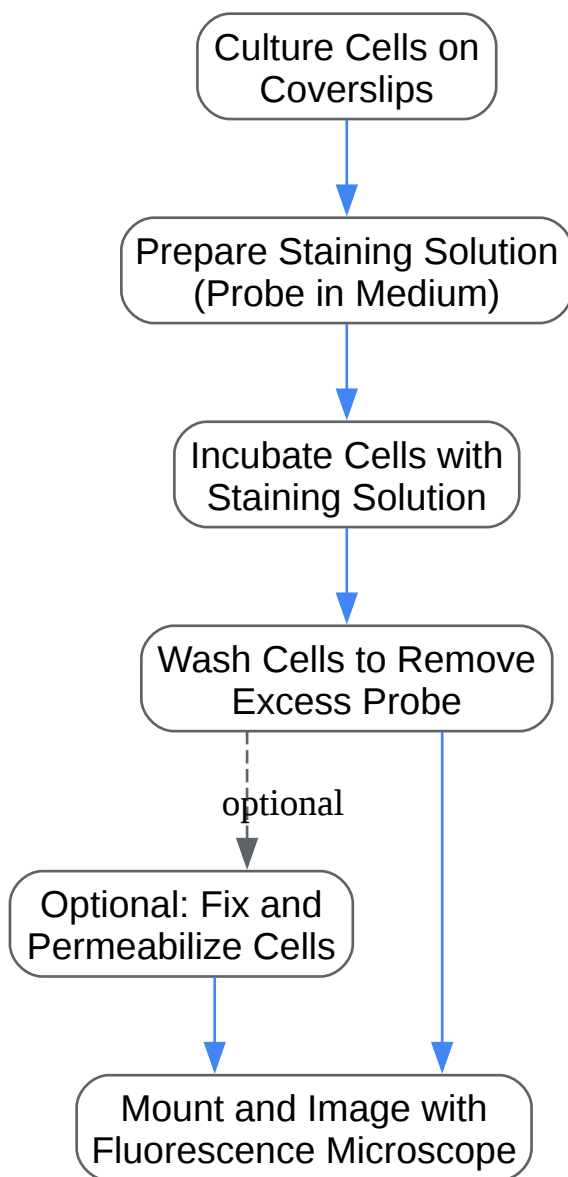 Culture Cells on
Coverslips
Prepare Staining Solution
(Probe in Medium)
Incubate Cells with
Staining Solution
Wash Cells to Remove
Excess Probe
optional
Optional: Fix and
Permeabilize Cells
Mount and Image with
Fluorescence Microscope